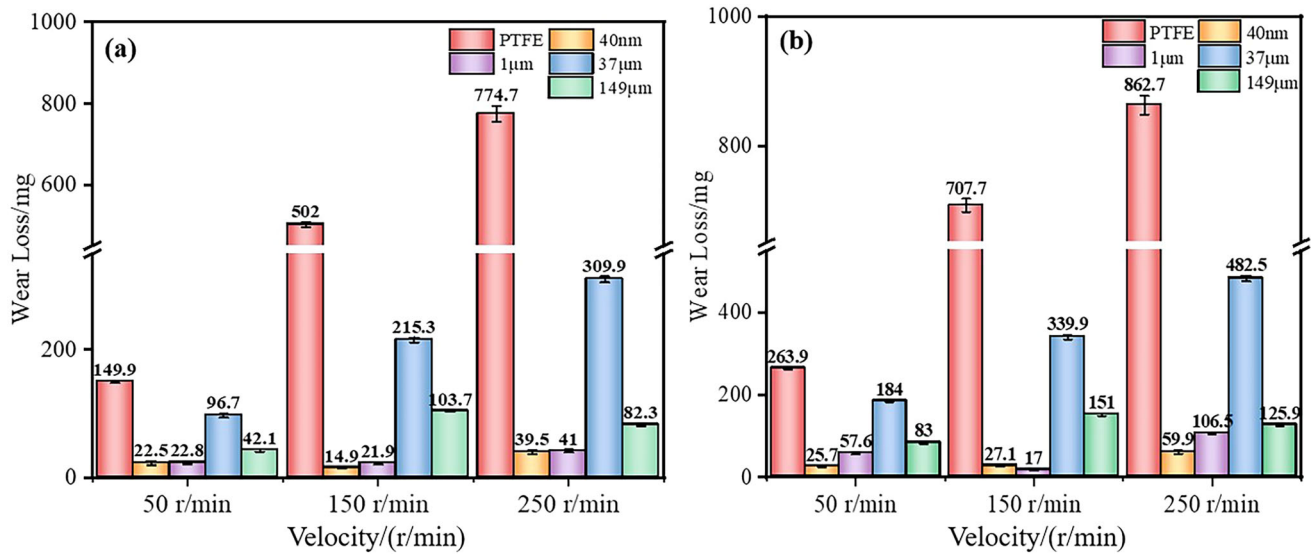 (a)
PTFE 40nm
1μm 37μm
149μm
Wear Loss/mg
1000
800
600
200
0
149.9
22.5
22.8
96.7
42.1
502
14.9
21.9
215.3
103.7
774.7
39.5
41
309.9
82.3
50 r/min 150 r/min 250 r/min
Velocity/(r/min)
(b)
PTFE 40nm
1μm 37μm
149μm
Wear Loss/mg
1000
800
400
200
0
263.9
25.7
57.6
184
83
707.7
27.1
17
339.9
151
862.7
59.9
106.5
482.5
125.9
50 r/min 150 r/min 250 r/min
Velocity/(r/min)